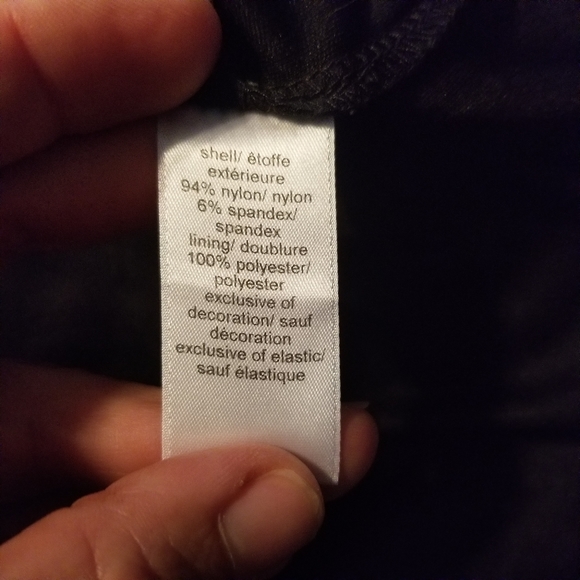 shell/ êtoffe
extérieure
94% nylon/ nylon
6% spandex/
spandex
lining/ doublure
100% polyester/
polyester
exclusive of
decoration/ sauf
décoration
exclusive of elastic/
sauf élastique